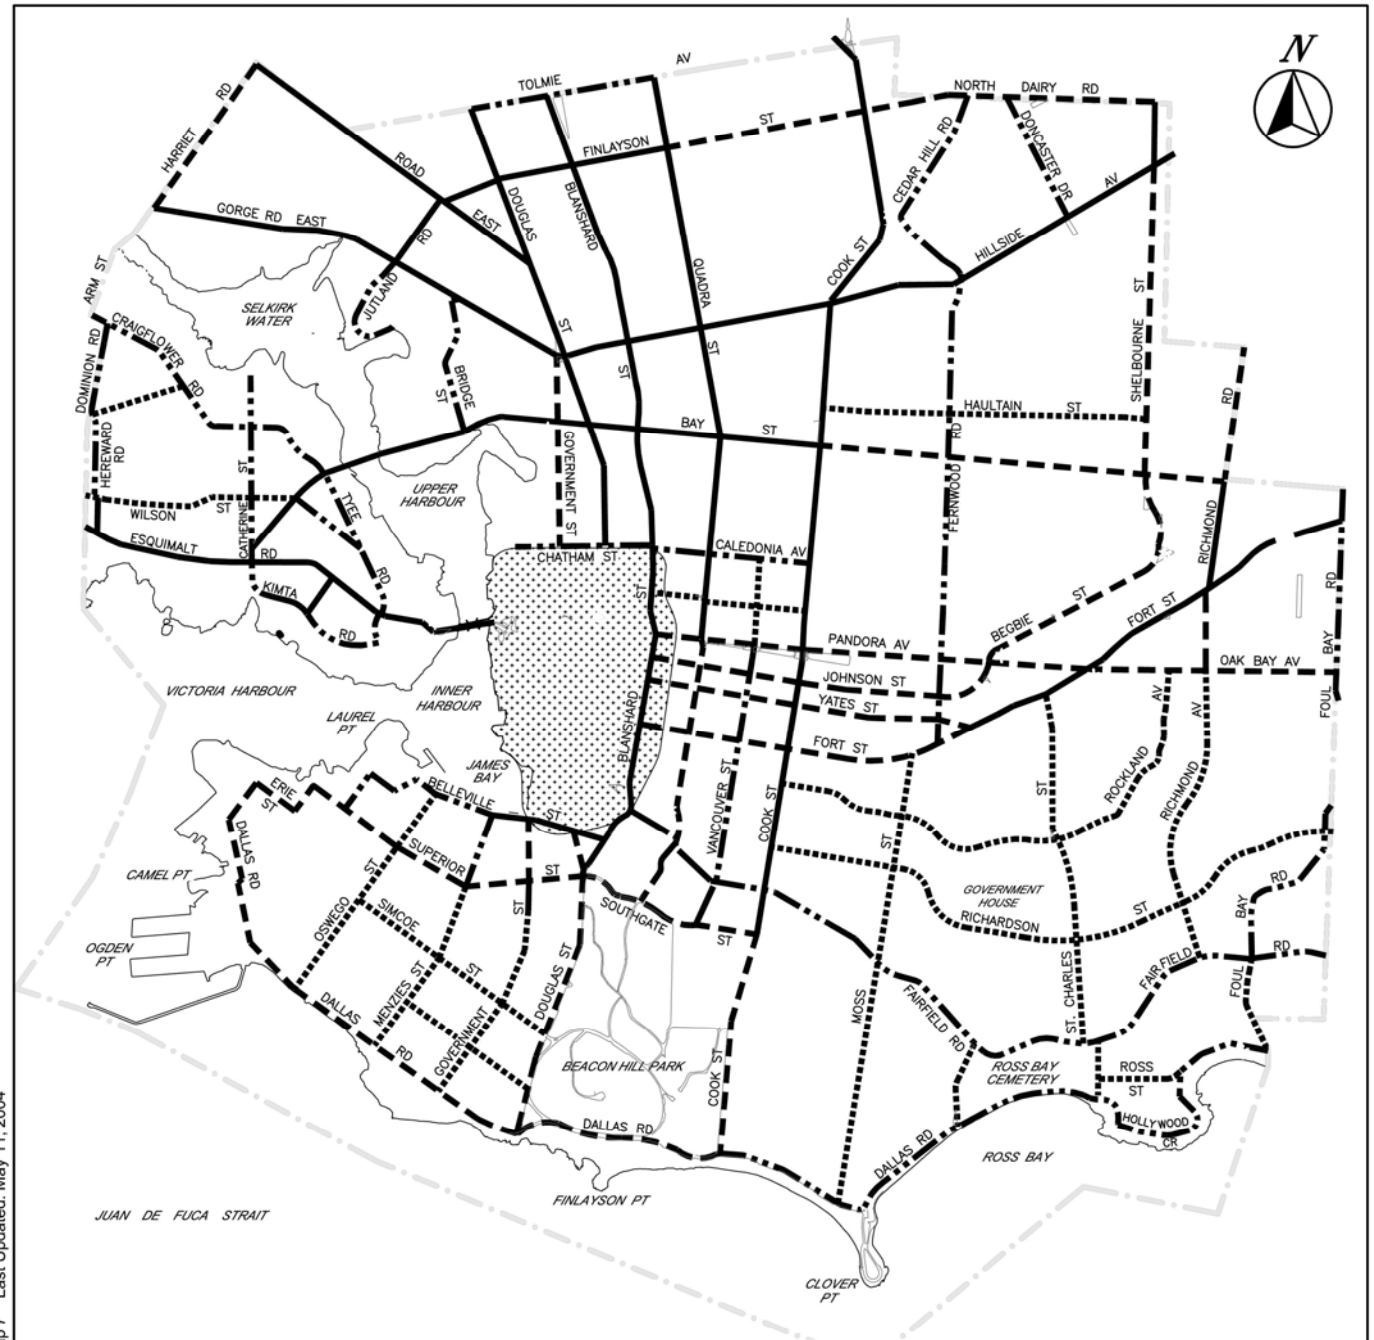 N
TOLMIE AV
NORTH DAIRY RD
HARRIET RD
ROAD EAST
FINLAYSON ST
CEDAR HILL RD
DONCASTER DR
GORGE RD EAST
DOUGLAS ST
BLANSHARD ST
QUADRA ST
COOK ST
HILLSIDE AV
JUTLAND RD
ARM ST
SELKIRK
WATER
CRAIGFLOWER RD
DOMINION RD
BRIDGE ST
SHELBOURNE ST
HAULTAIN ST
RD
BAY ST
HEREWARD
RD
GOVERNMENT ST
FERNWOOD RD
UPPER
HARBOUR
WILSON ST
CATHERINE ST
TYEE RD
RICHMOND
ESQUIMALT RD
CHATHAM ST
CALEDONIA AV
KIMTA RD
ST
BEGBIE ST
FORT ST
PANDORA AV
OAK BAY AV
FOUL BAY RD
JOHNSON ST
YATES ST
FORT ST
VICTORIA HARBOUR
INNER
HARBOUR
LAUREL
PT
BLANSHARD
JAMES
BAY
VANCOUVER ST
COOK ST
ST
ROCKLAND AV
RICHMOND AV
ERIE
ST
BELLEVILLE ST
DALLAS RD
SUPERIOR ST
CAMEL PT
OSWEGO ST
SIMCOE ST
ST
SOUTHGATE ST
ST
GOVERNMENT
HOUSE
RICHARDSON ST
BAY RD
OGDEN
PT
MENZIES ST
DOUGLAS ST
MOSS
FAIRFIELD RD
ST. CHARLES
FAIRFIELD RD
FOUL
DALLAS RD
GOVERNMENT
BEACON HILL PARK
COOK ST
ROSS BAY
CEMETERY
ROSS
ST
HOLLYWOOD
CR
DALLAS RD
DALLAS RD
ROSS BAY
FINLAYSON PT
JUAN DE FUCA STRAIT
CLOVER
PT
Last Updated: May 11, 2004